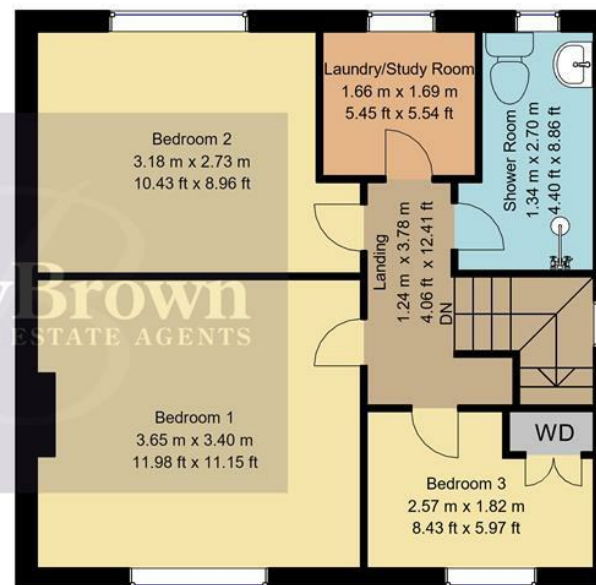 Bedroom 2
3.18 m x 2.73 m
10.43 ft x 8.96 ft
Laundry/Study Room
1.66 m x 1.69 m
5.45 ft x 5.54 ft
Shower Room
1.34 m x 2.70 m
4.40 ft x 8.86 ft
Landing
1.24 m x 3.78 m
4.06 ft x 12.41 ft
DN
yBrown
ESTATE AGENTS
Bedroom 1
3.65 m x 3.40 m
11.98 ft x 11.15 ft
WD
Bedroom 3
2.57 m x 1.82 m
8.43 ft x 5.97 ft